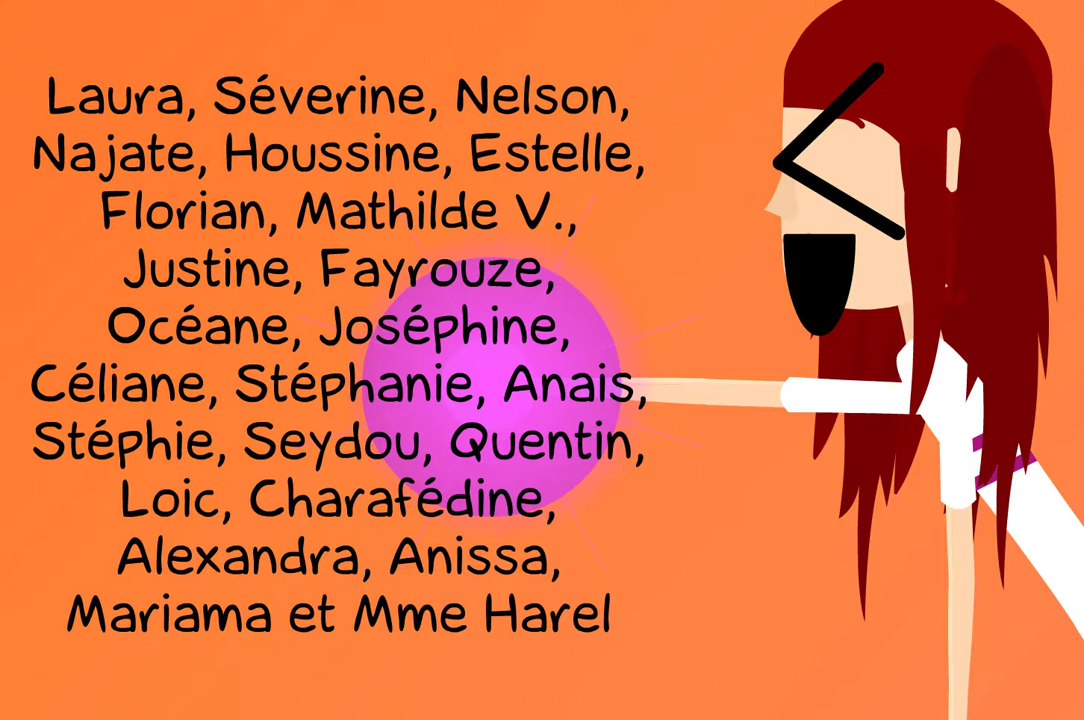 Laura, Séverine, Nelson,
Najate, Houssine, Estelle,
Florian, Mathilde V.,
Justine, Fayrouze,
Océane, Joséphine,
Céliane, Stéphanie, Anais,
Stéphie, Seydou, Quentin,
Loic, Charafédine,
Alexandra, Anissa,
Mariama et Mme Harel